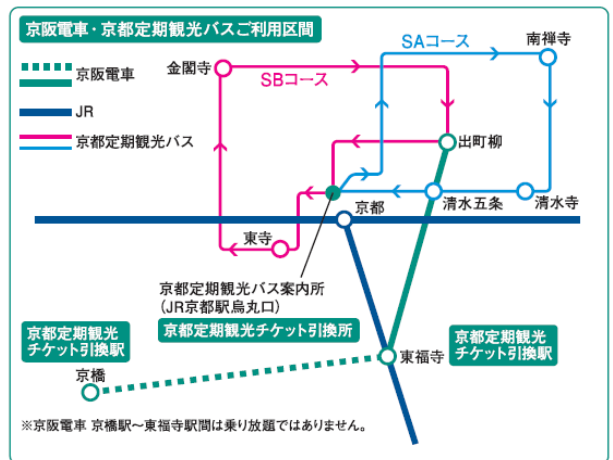 京阪電車・京都定期観光バスご利用区間
京阪電車
JR
京都定期観光バス
金閣寺
SBコース
SAコース
南禅寺
出町柳
清水五条
清水寺
京都
東寺
京都定期観光バス案内所
(JR京都駅烏丸口)
京都定期観光チケット引換所
京都定期観光
チケット引換駅
京橋
東福寺
京都定期観光
チケット引換駅
※京阪電車 京橋駅〜東福寺駅間は乗り放題ではありません。